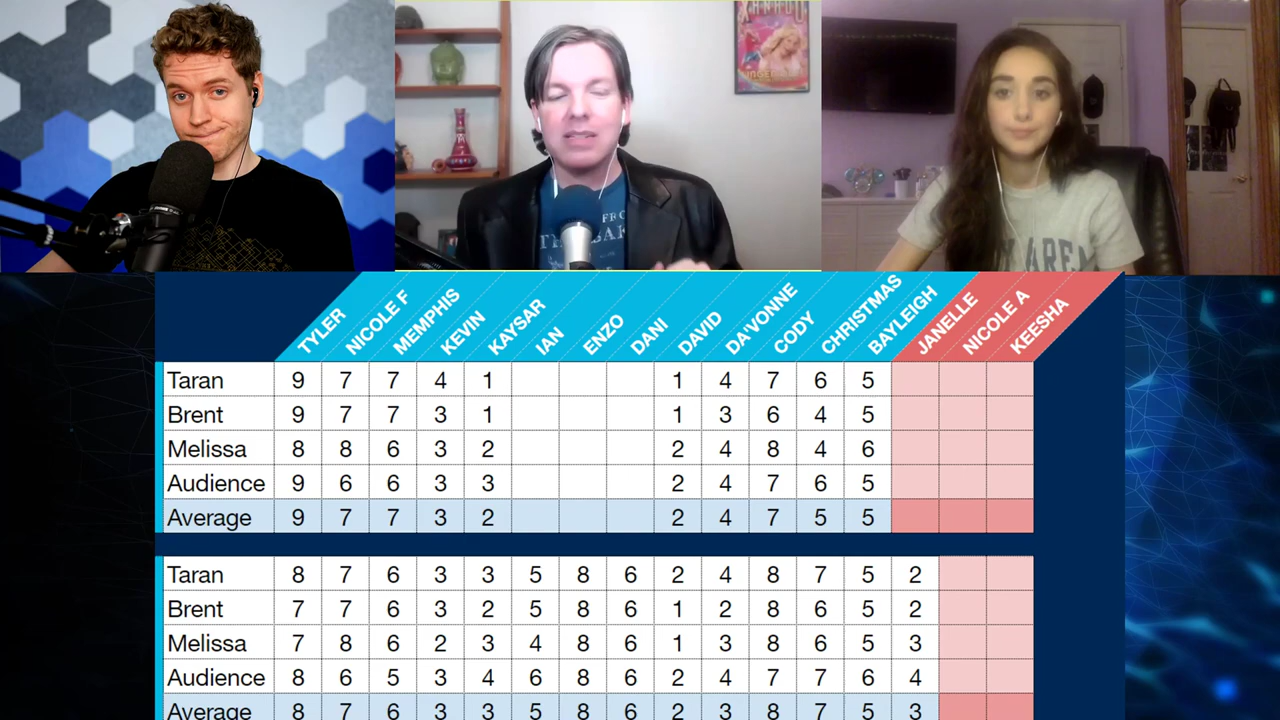 XANADU
FRO
AREN
TYLER NICOLE F MEMPHIS KEVIN KAYSAR IAN ENZO DANI DAVID DA'VONNE CODY CHRISTMAS BAYLEIGH JANELLE NICOLE A KEESHA
Taran 9 7 7 4 1 1 4 7 6 5
Brent 9 7 7 3 1 1 3 6 4 5
Melissa 8 8 6 3 2 2 4 8 4 6
Audience 9 6 6 3 3 2 4 7 6 5
Average 9 7 7 3 2 2 4 7 5 5
Taran 8 7 6 3 3 5 8 6 2 4 8 7 5 2
Brent 7 7 6 3 2 5 8 6 1 2 8 6 5 2
Melissa 7 8 6 2 3 4 8 6 1 3 8 6 5 3
Audience 8 6 5 3 4 6 8 6 2 4 7 7 6 4
Average 8 7 6 3 3 5 8 6 2 3 8 7 5 3